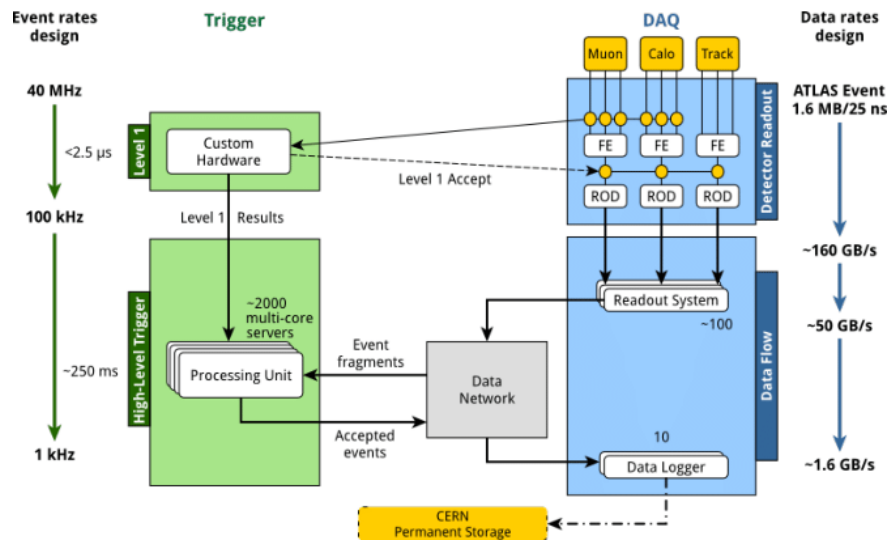 Event rates
design
Trigger
DAQ
Data rates
design
Muon
Calo
Track
40 MHz
ATLAS Event
1.6 MB/25 ns
Level 1
<2.5 μs
Custom
Hardware
FE
FE
FE
Detector Readout
Level 1 Accept
ROD
ROD
ROD
100 kHz
Level 1 Results
~160 GB/s
High-Level Trigger
~2000
multi-core
servers
Readout System
~100
~50 GB/s
Data Flow
~250 ms
Processing Unit
Event
fragments
Data
Network
Accepted
events
1 kHz
10
Data Logger
~1.6 GB/s
CERN
Permanent Storage